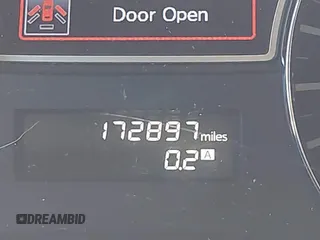 Door Open
172897 miles
0.2 A
DREAMBID